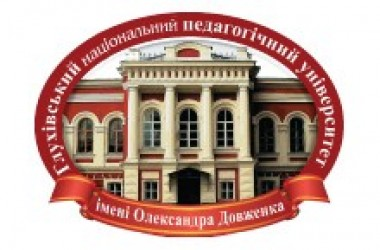 Глухівський національний педагогічний університет
імені Олександра Довженка